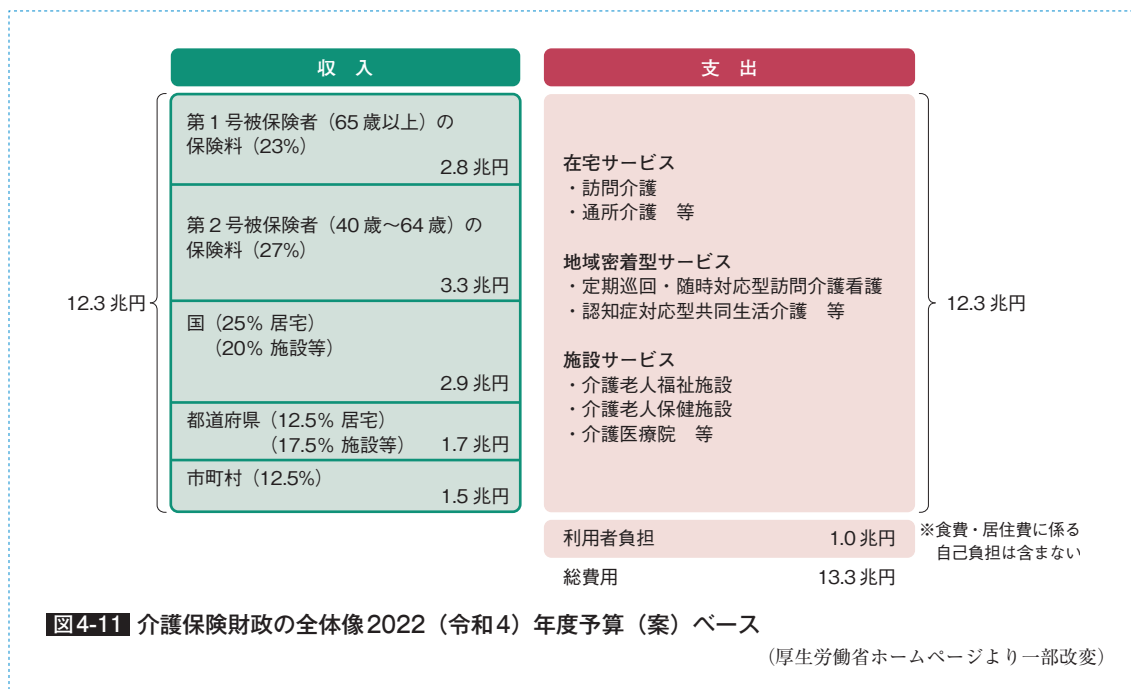 収　入
第1号被保険者（65歳以上）の
保険料（23%）
2.8兆円
第2号被保険者（40歳～64歳）の
保険料（27%）
3.3兆円
国（25% 居宅）
（20% 施設等）
2.9兆円
都道府県（12.5% 居宅）
（17.5% 施設等）　1.7兆円
市町村（12.5%）
1.5兆円
12.3兆円
支　出
在宅サービス
・訪問介護
・通所介護　等
地域密着型サービス
・定期巡回・随時対応型訪問介護看護
・認知症対応型共同生活介護　等
施設サービス
・介護老人福祉施設
・介護老人保健施設
・介護医療院　等
12.3兆円
利用者負担　1.0兆円
※食費・居住費に係る
自己負担は含まない
総費用　13.3兆円
図4-11 介護保険財政の全体像2022（令和4）年度予算（案）ベース
（厚生労働省ホームページより一部改変）